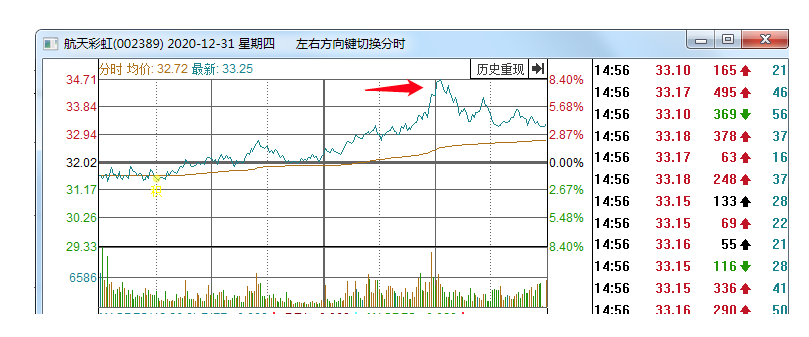 航天彩虹(002389) 2020-12-31 星期四 左右方向键切换分时
分时 均价: 32.72 最新: 33.25 历史重现
34.71 8.40%
33.84 5.68%
32.94 2.87%
32.02 0.00%
31.17 2.67%
30.26 5.48%
29.33 8.40%
6586
14:56 33.10 165 21
14:56 33.17 495 46
14:56 33.10 369 56
14:56 33.18 378 37
14:56 33.17 63 16
14:56 33.18 248 37
14:56 33.15 133 28
14:56 33.15 69 22
14:56 33.16 55 21
14:56 33.15 116 28
14:56 33.15 336 41
14:56 33.16 290 50